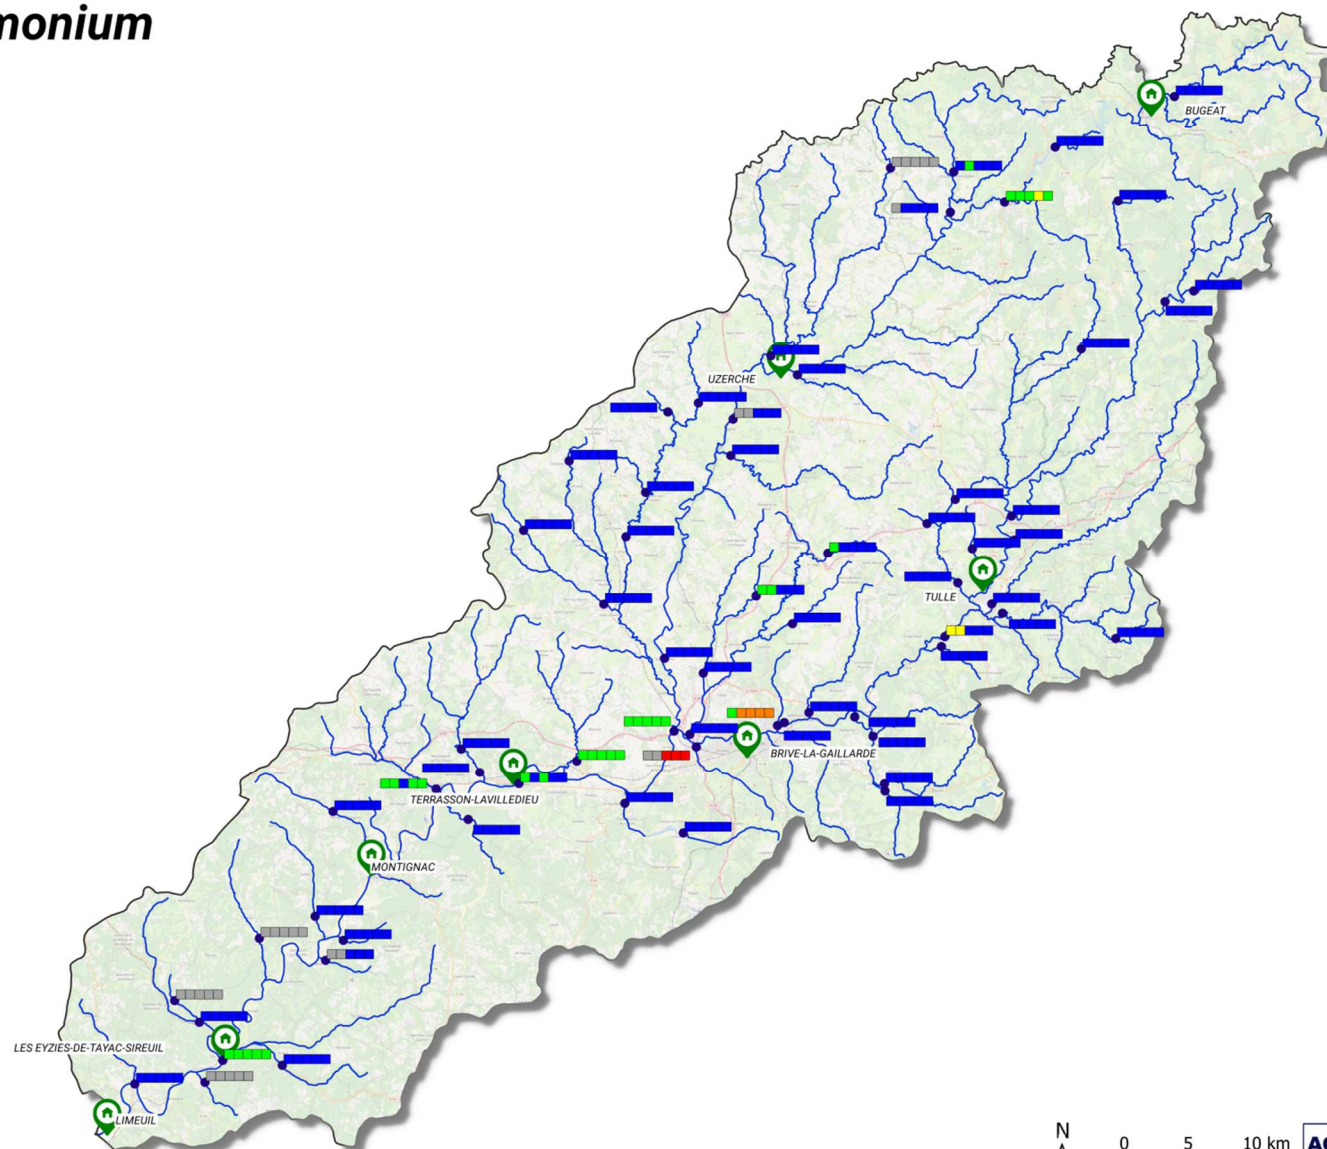 monium
BUGEAT
UZERCHE
TULLE
BRIVE-LA-GAILLARDE
TERRASSON-LAVILLEDIEU
MONTIGNAC
LES EYZIES-DE-TAYAC-SIREUIL
LIMEUIL
N
0 5 10 km